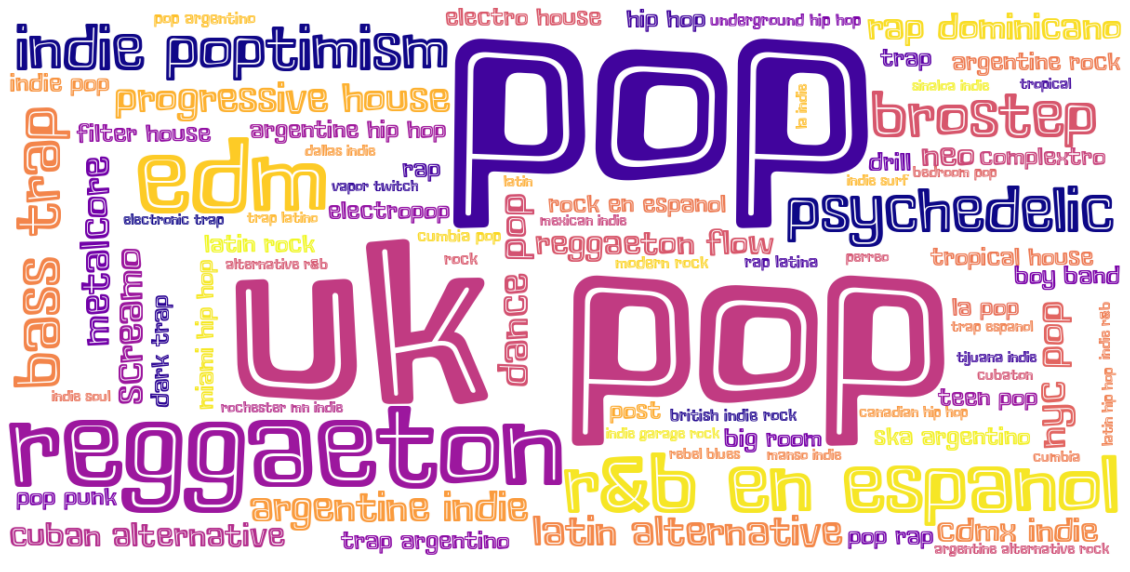 pop argentino
electro house
hip hop
underground hip hop
rap dominicano
indie poptimism
pop
trap
argentine rock
indie pop
progressive house
la indie
sinaloa indie
tropical
brostep
bass trap
filter house
argentine hip hop
dallas indie
edm
rap
vapor twitch
latin
drill
neo
complextro
bedroom pop
indie surf
metalcore
electronic trap
trap latino
electropop
rock en espanol
mexican indie
psychedelic
cumbia pop
reggaeton flow
latin rock
alternative r&b
rock
modern rock
rap latina
perreo
tropical house
boy band
screamo
dark trap
miami hip hop
uk pop
dance pop
la pop
trap espanol
nyc pop
indie r&b
latin hip hop
tijuana indie
cubaton
teen pop
indie soul
rochester mn indie
post
british indie rock
canadian hip hop
reggaeton
indie garage rock
big room
ska argentino
rebel blues
manso indie
cumbia
pop punk
r&b en espanol
argentine indie
cuban alternative
trap argentino
latin alternative
pop rap
cdmx indie
argentine alternative rock